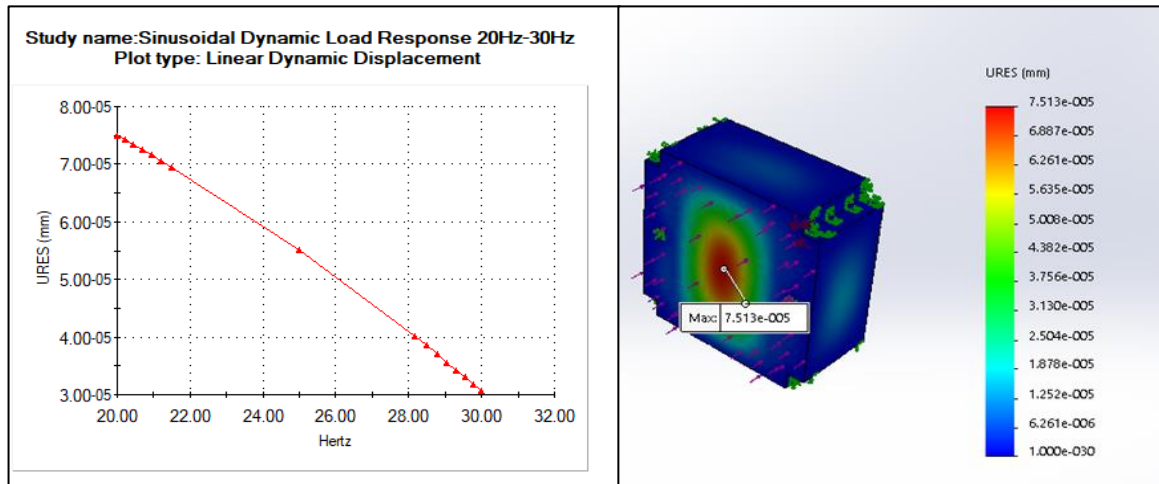 Study name:Sinusoidal Dynamic Load Response 20Hz-30Hz
Plot type: Linear Dynamic Displacement
URES (mm)
8.00-05
7.00-05
6.00-05
5.00-05
4.00-05
3.00-05
20.00 22.00 24.00 26.00 28.00 30.00 32.00
Hertz
URES (mm)
7.513e-005
6.887e-005
6.261e-005
5.635e-005
5.008e-005
4.382e-005
3.756e-005
3.130e-005
2.504e-005
1.878e-005
1.252e-005
6.261e-006
1.000e-030
Max: 7.513e-005